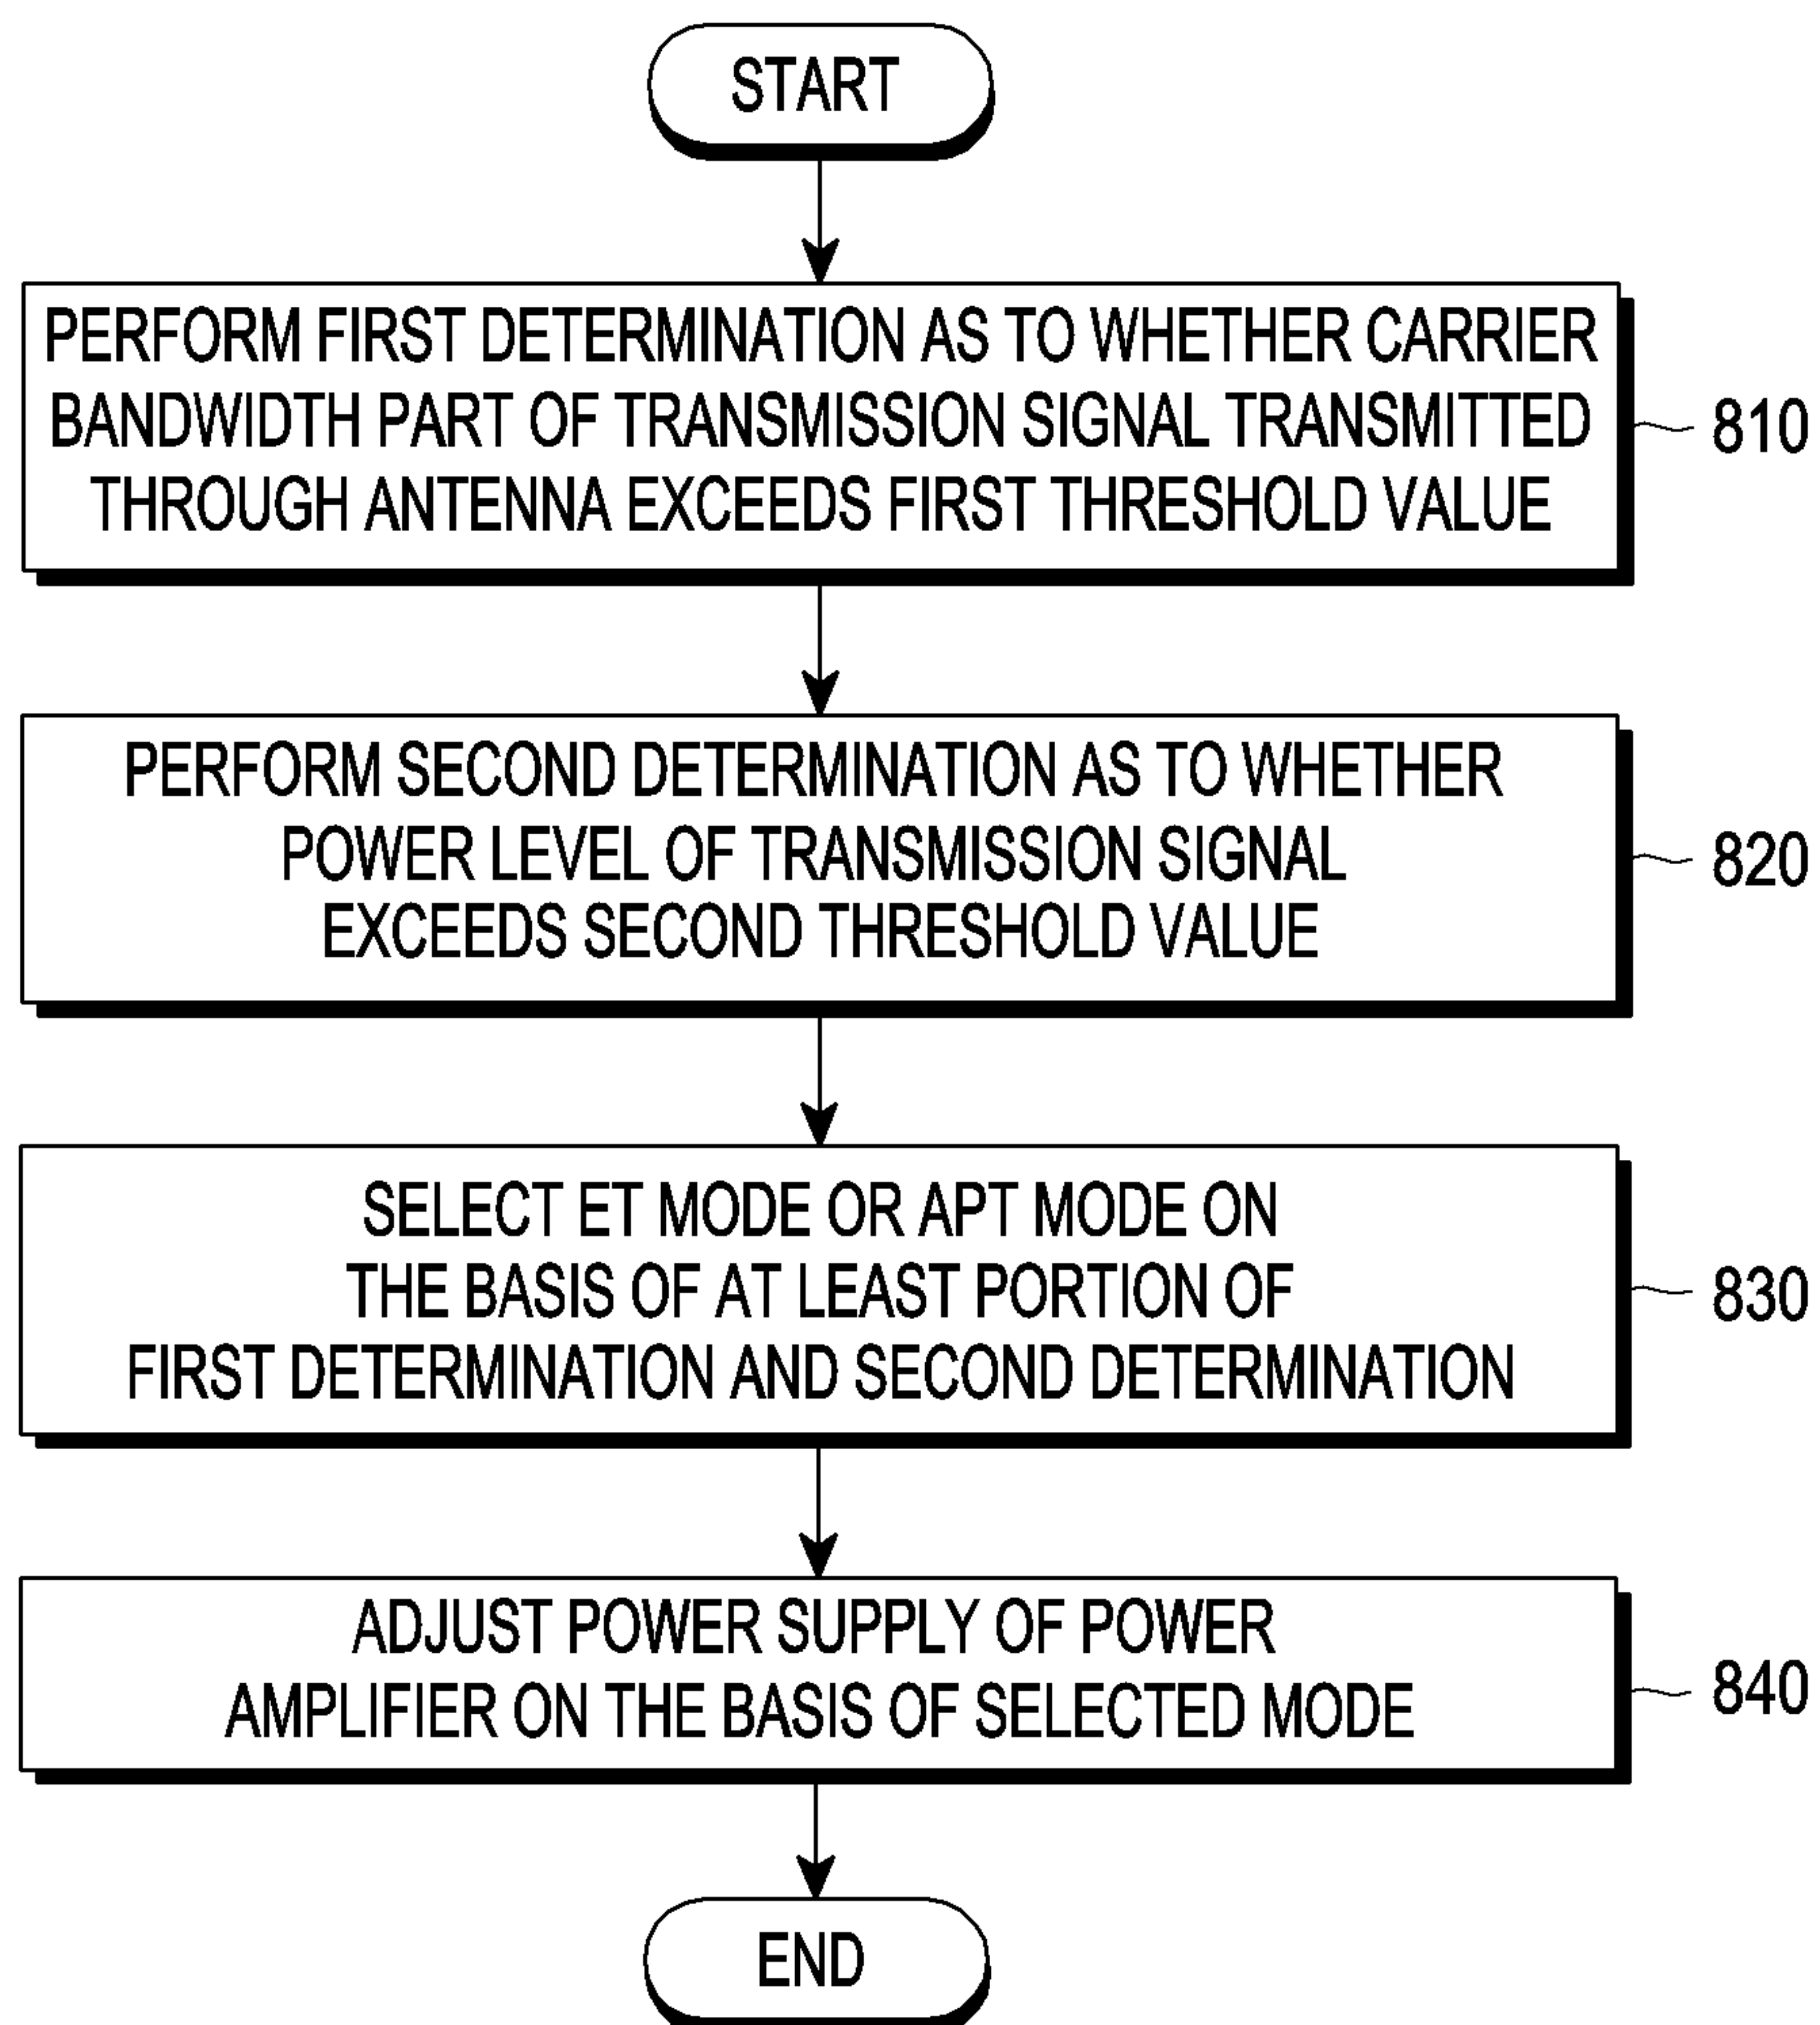 START
PERFORM FIRST DETERMINATION AS TO WHETHER CARRIER
BANDWIDTH PART OF TRANSMISSION SIGNAL TRANSMITTED
THROUGH ANTENNA EXCEEDS FIRST THRESHOLD VALUE
810
PERFORM SECOND DETERMINATION AS TO WHETHER
POWER LEVEL OF TRANSMISSION SIGNAL
EXCEEDS SECOND THRESHOLD VALUE
820
SELECT ET MODE OR APT MODE ON
THE BASIS OF AT LEAST PORTION OF
FIRST DETERMINATION AND SECOND DETERMINATION
830
ADJUST POWER SUPPLY OF POWER
AMPLIFIER ON THE BASIS OF SELECTED MODE
840
END